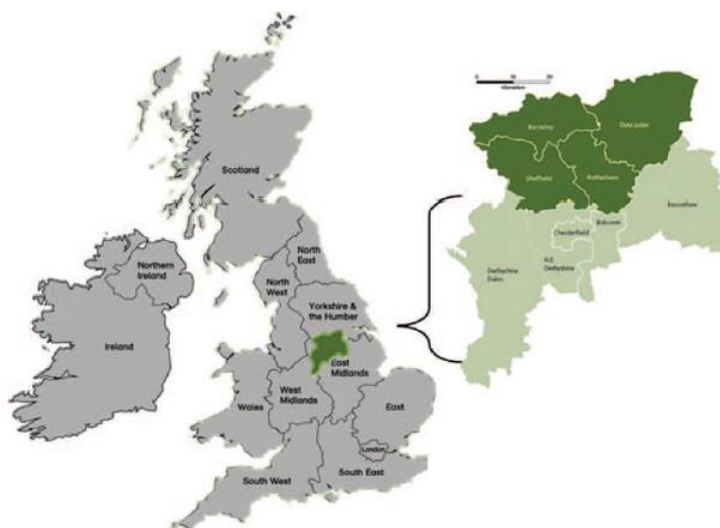 Scotland
Northern
Ireland
Ireland
North
East
North
West
Yorkshire &
the Humber
East
Midlands
West
Midlands
Wales
East
London
South East
South West
Barnsley
Doncaster
Sheffield
Rotherham
Bassetlaw
Bolsover
Chesterfield
N.E.
Derbyshire
Derbyshire
Dales